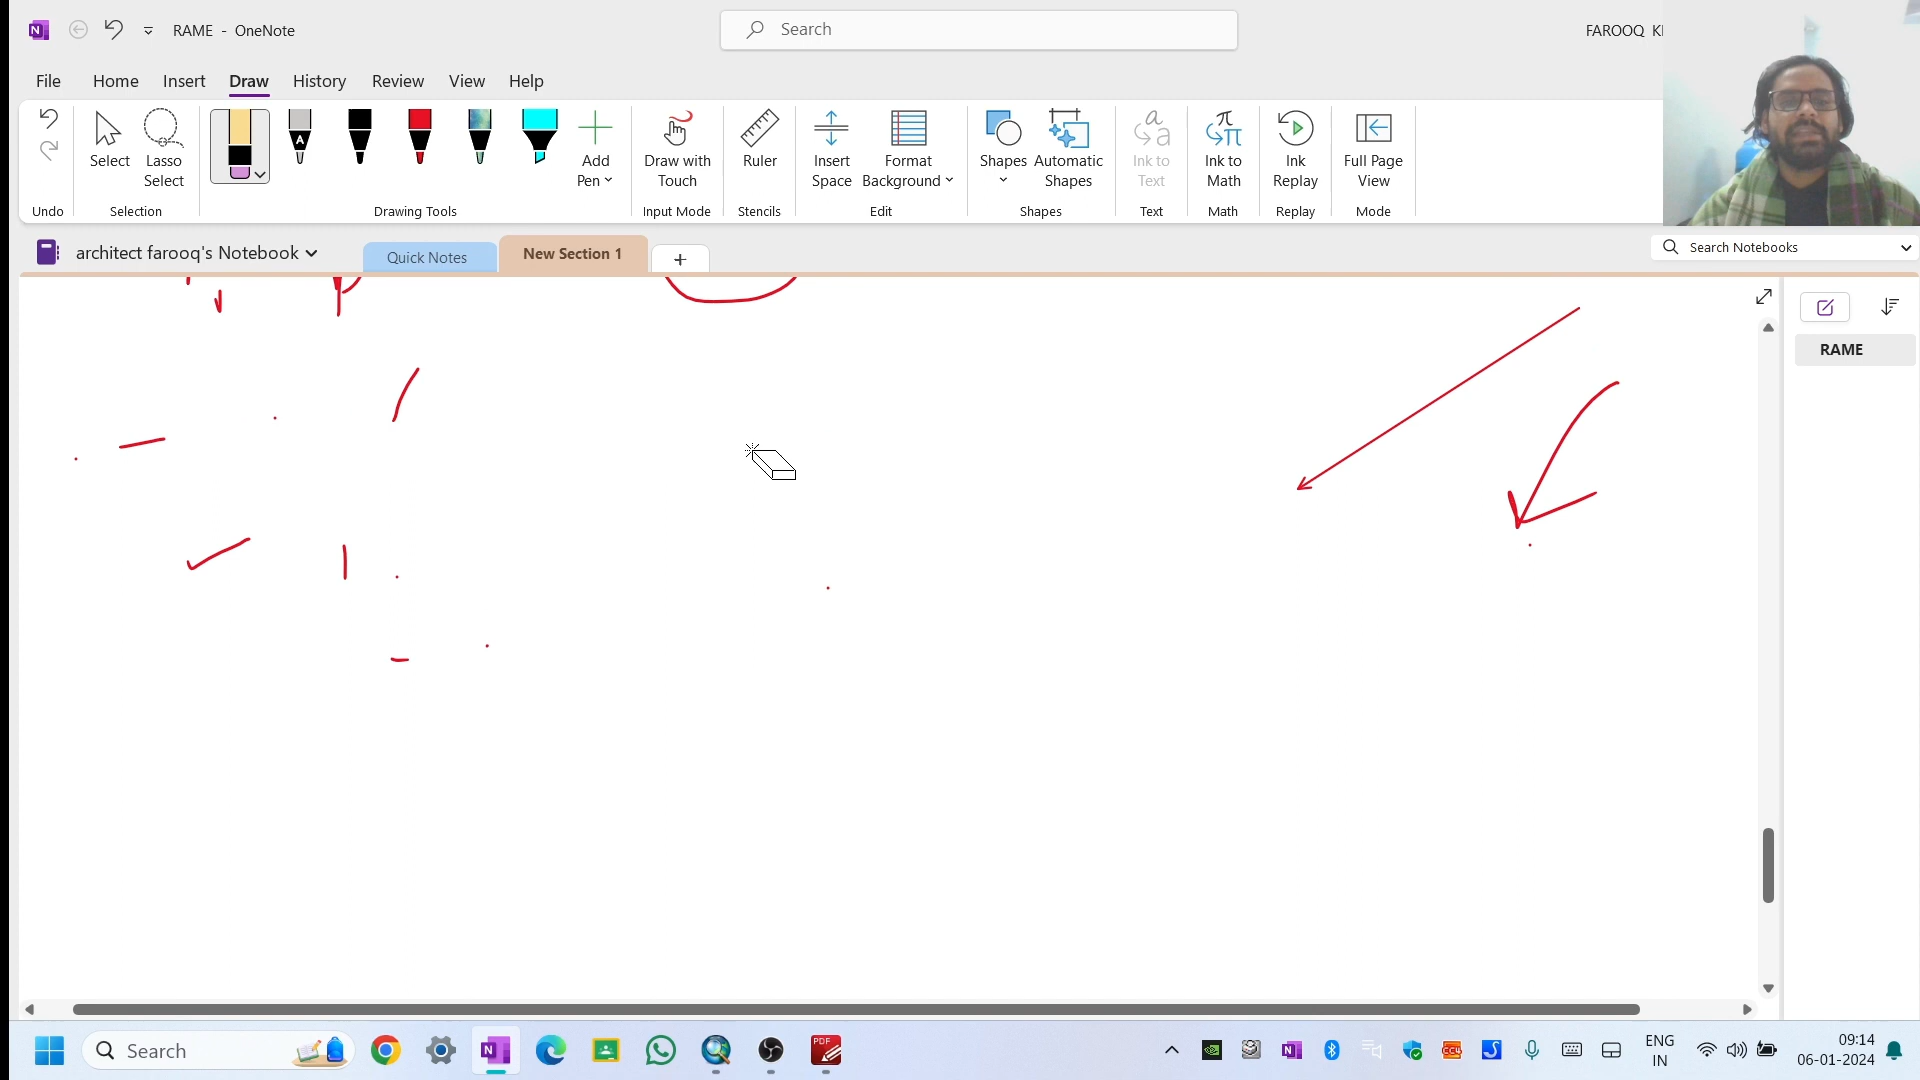 RAME - OneNote
Search
FAROOQ
File
Home
Insert
Draw
History
Review
View
Help
Select
Lasso
Select
A
Add
Pen
Draw with
Touch
Ruler
Insert
Space
Format
Background
Shapes
Automatic
Shapes
a
a
Ink to
Text
π
π
Ink to
Math
Ink
Replay
Full Page
View
Undo
Selection
Drawing Tools
Input Mode
Stencils
Edit
Shapes
Text
Math
Replay
Mode
architect farooq's Notebook
Quick Notes
New Section 1
+
Search Notebooks
RAME
Search
N
PDF
CC4
ENG
IN
09:14
06-01-2024